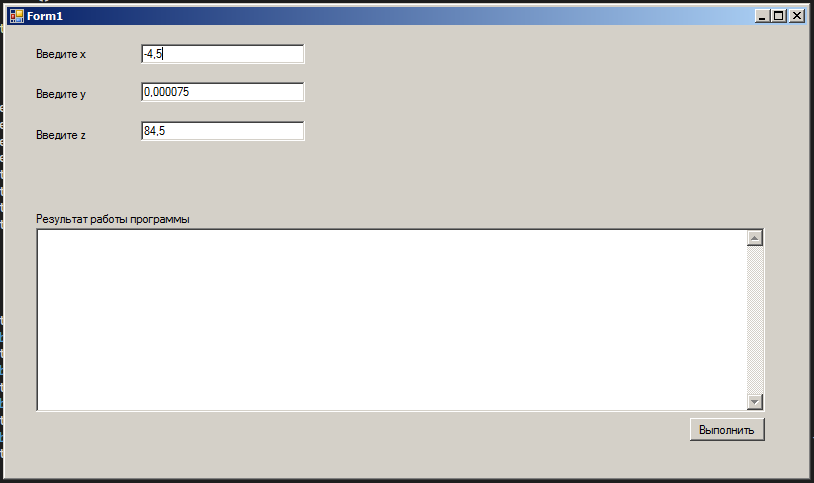 Form1
Введите x
-4,5
Введите y
0,000075
Введите z
84,5
Результат работы программы
Выполнить